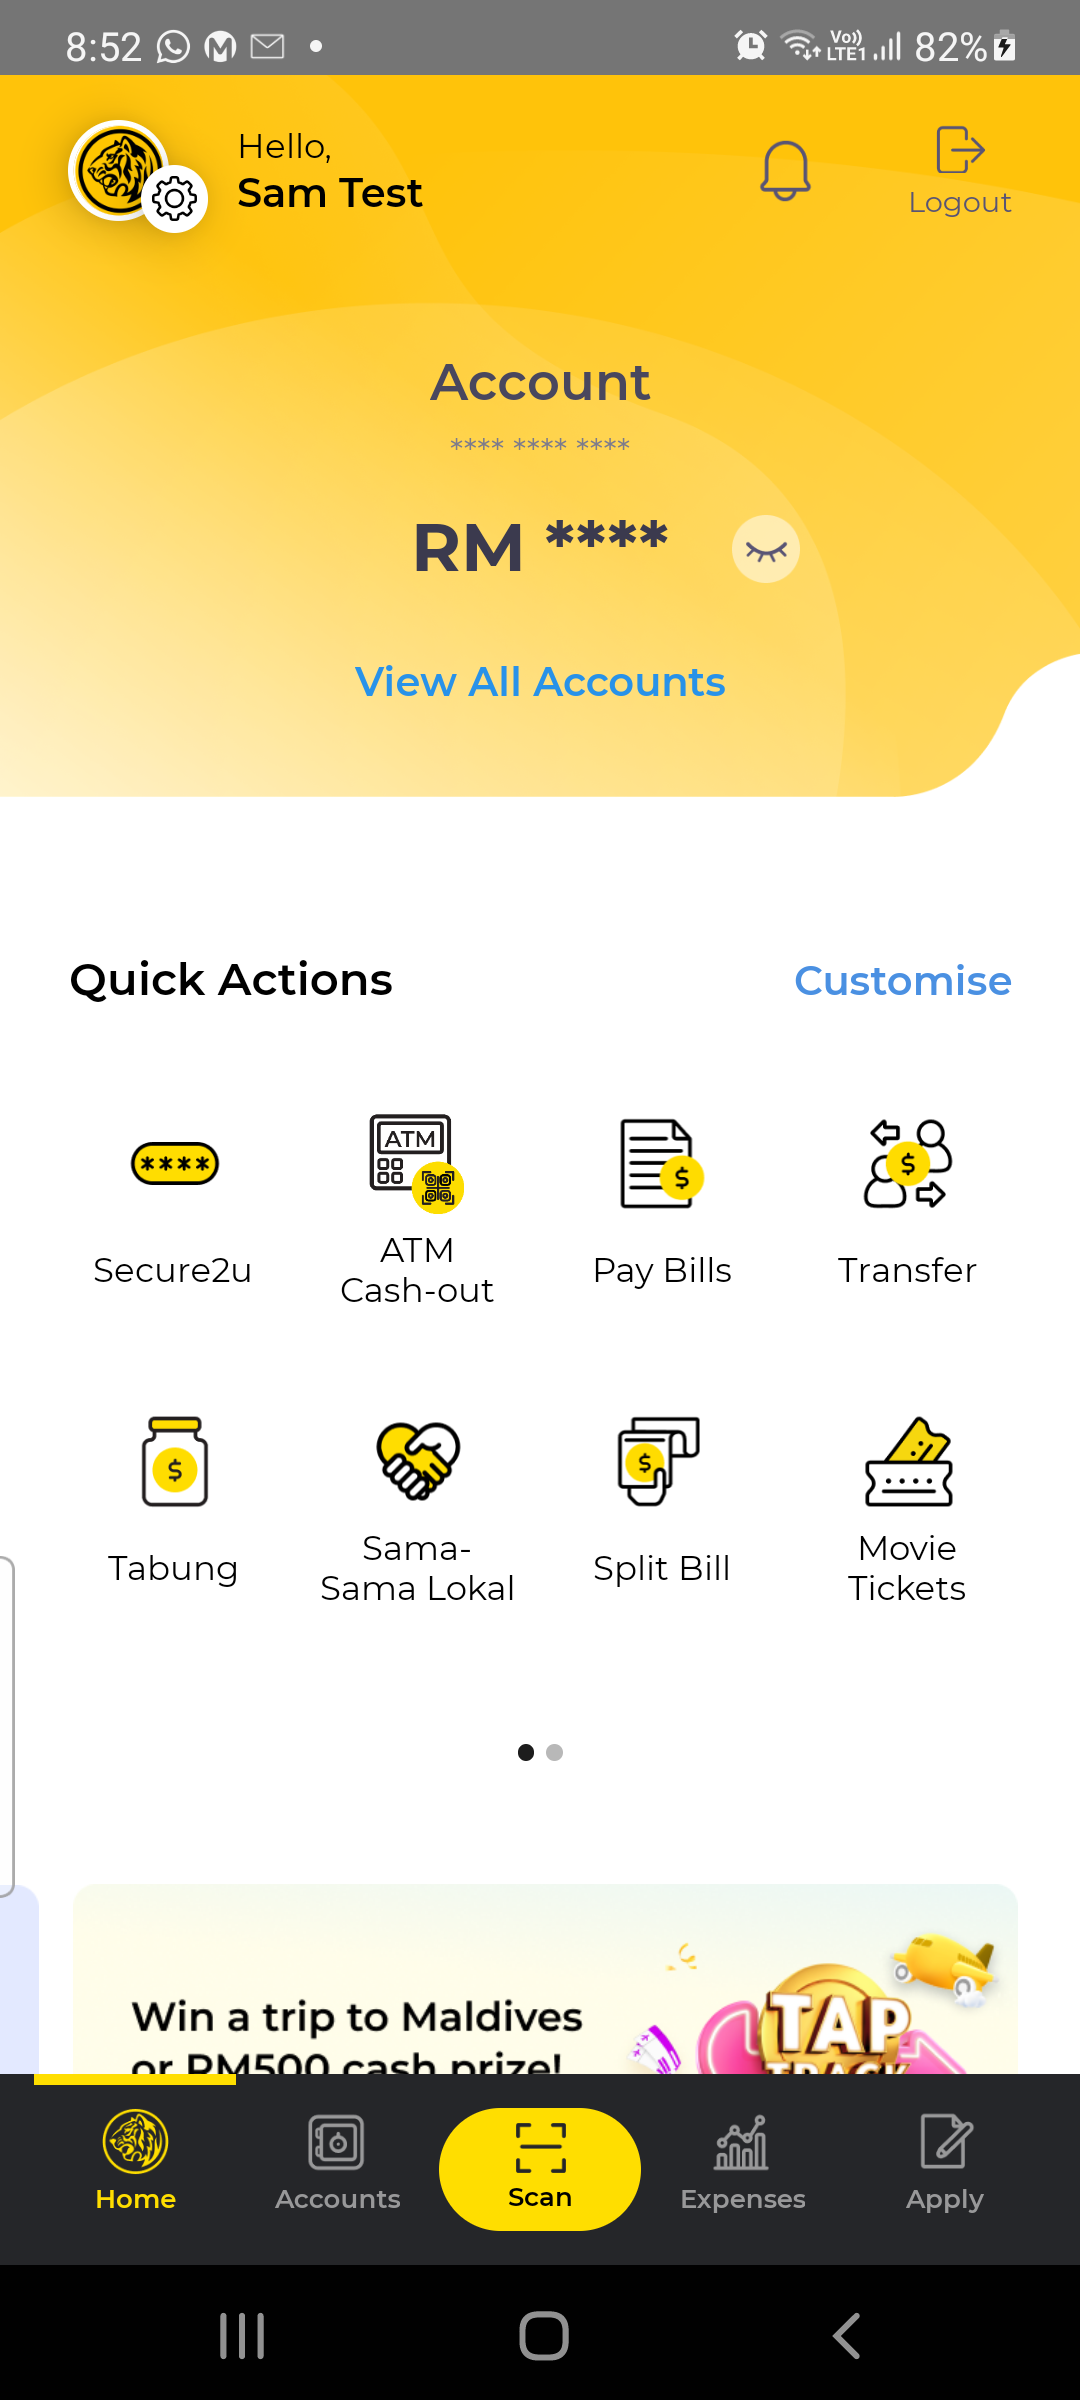 8:52 82%
Vo))
LTE1
Hello,
Sam Test
Logout
Account
**** **** ****
RM ****
View All Accounts
Quick Actions
Customise
****
ATM
$
$
Secure2u
ATM
Cash-out
Pay Bills
Transfer
$
$
Tabung
Sama-
Sama Lokal
Split Bill
Movie
Tickets
Win a trip to Maldives
or RM500 cash prize!
TAP
TRACK
Home
Accounts
Scan
Expenses
Apply